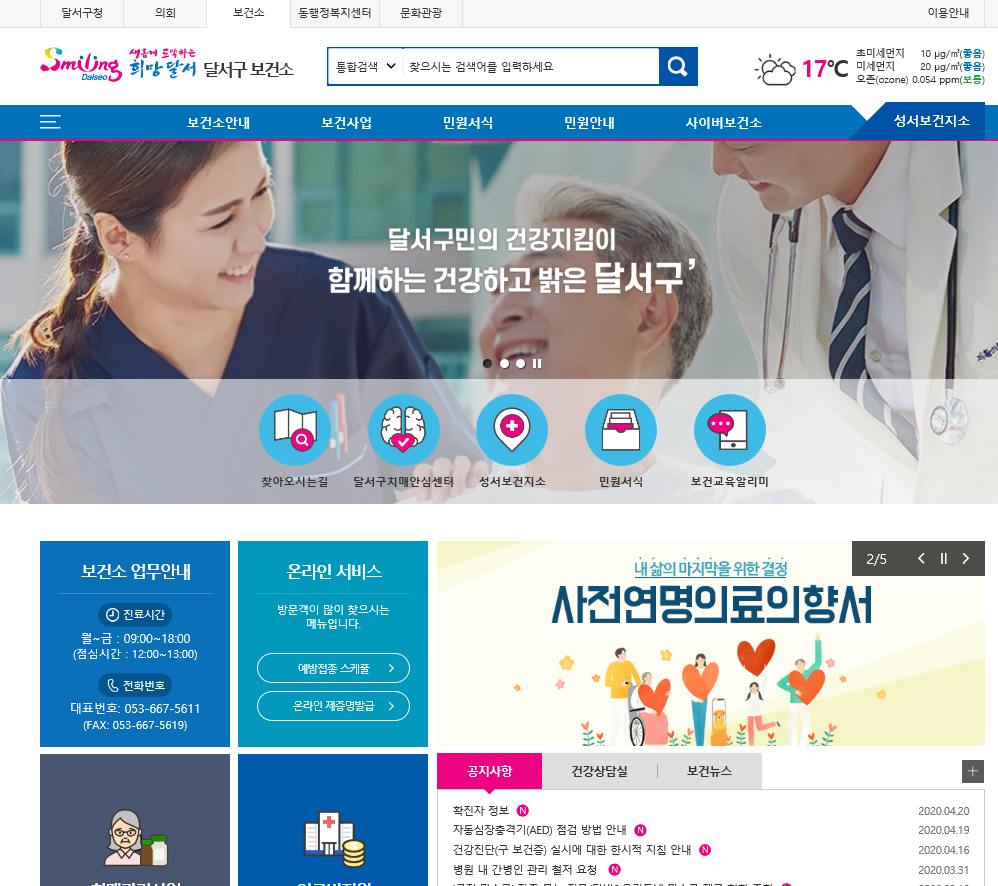 달서구청 의회 보건소 동행정복지센터 문화관광 이용안내
Smiling Dalseo 생동거 도약하는 희망달서 달서구 보건소
통합검색 찾으시는 검색어를 입력하세요
17℃
초미세먼지 10 μg/㎥(좋음)
미세먼지 20 μg/㎥(좋음)
오존(ozone) 0.054 ppm(보통)
보건소안내 보건사업 민원서식 민원안내 사이버보건소 성서보건지소
달서구민의 건강지킴이
함께하는 건강하고 밝은 달서구’
찾아오시는길 달서구치매안심센터 성서보건지소 민원서식 보건교육알리미
보건소 업무안내
진료시간
월~금 : 09:00~18:00
(점심시간 : 12:00~13:00)
전화번호
대표번호: 053-667-5611
(FAX: 053-667-5619)
온라인 서비스
방문객이 많이 찾으시는
메뉴입니다.
예방접종 스케쥴
온라인 제증명발급
2/5
내 삶의 마지막을 위한 결정
사전연명의료의향서
공지사항 건강상담실 보건뉴스
확진자 정보 N 2020.04.20
자동심장충격기(AED) 점검 방법 안내 N 2020.04.19
건강진단(구 보건증) 실시에 대한 한시적 지침 안내 N 2020.04.16
병원 내 간병인 관리 철저 요청 N 2020.03.31